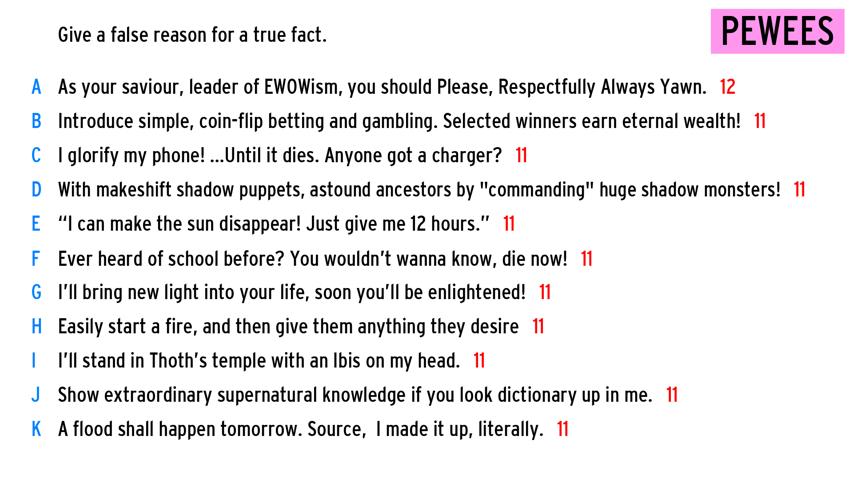 Give a false reason for a true fact.
PEWEES
A As your saviour, leader of EWOWism, you should Please, Respectfully Always Yawn. 12
B Introduce simple, coin-flip betting and gambling. Selected winners earn eternal wealth! 11
C I glorify my phone! ...Until it dies. Anyone got a charger? 11
D With makeshift shadow puppets, astound ancestors by "commanding" huge shadow monsters! 11
E “I can make the sun disappear! Just give me 12 hours.” 11
F Ever heard of school before? You wouldn’t wanna know, die now! 11
G I’ll bring new light into your life, soon you’ll be enlightened! 11
H Easily start a fire, and then give them anything they desire 11
I I’ll stand in Thoth’s temple with an Ibis on my head. 11
J Show extraordinary supernatural knowledge if you look dictionary up in me. 11
K A flood shall happen tomorrow. Source,  I made it up, literally. 11